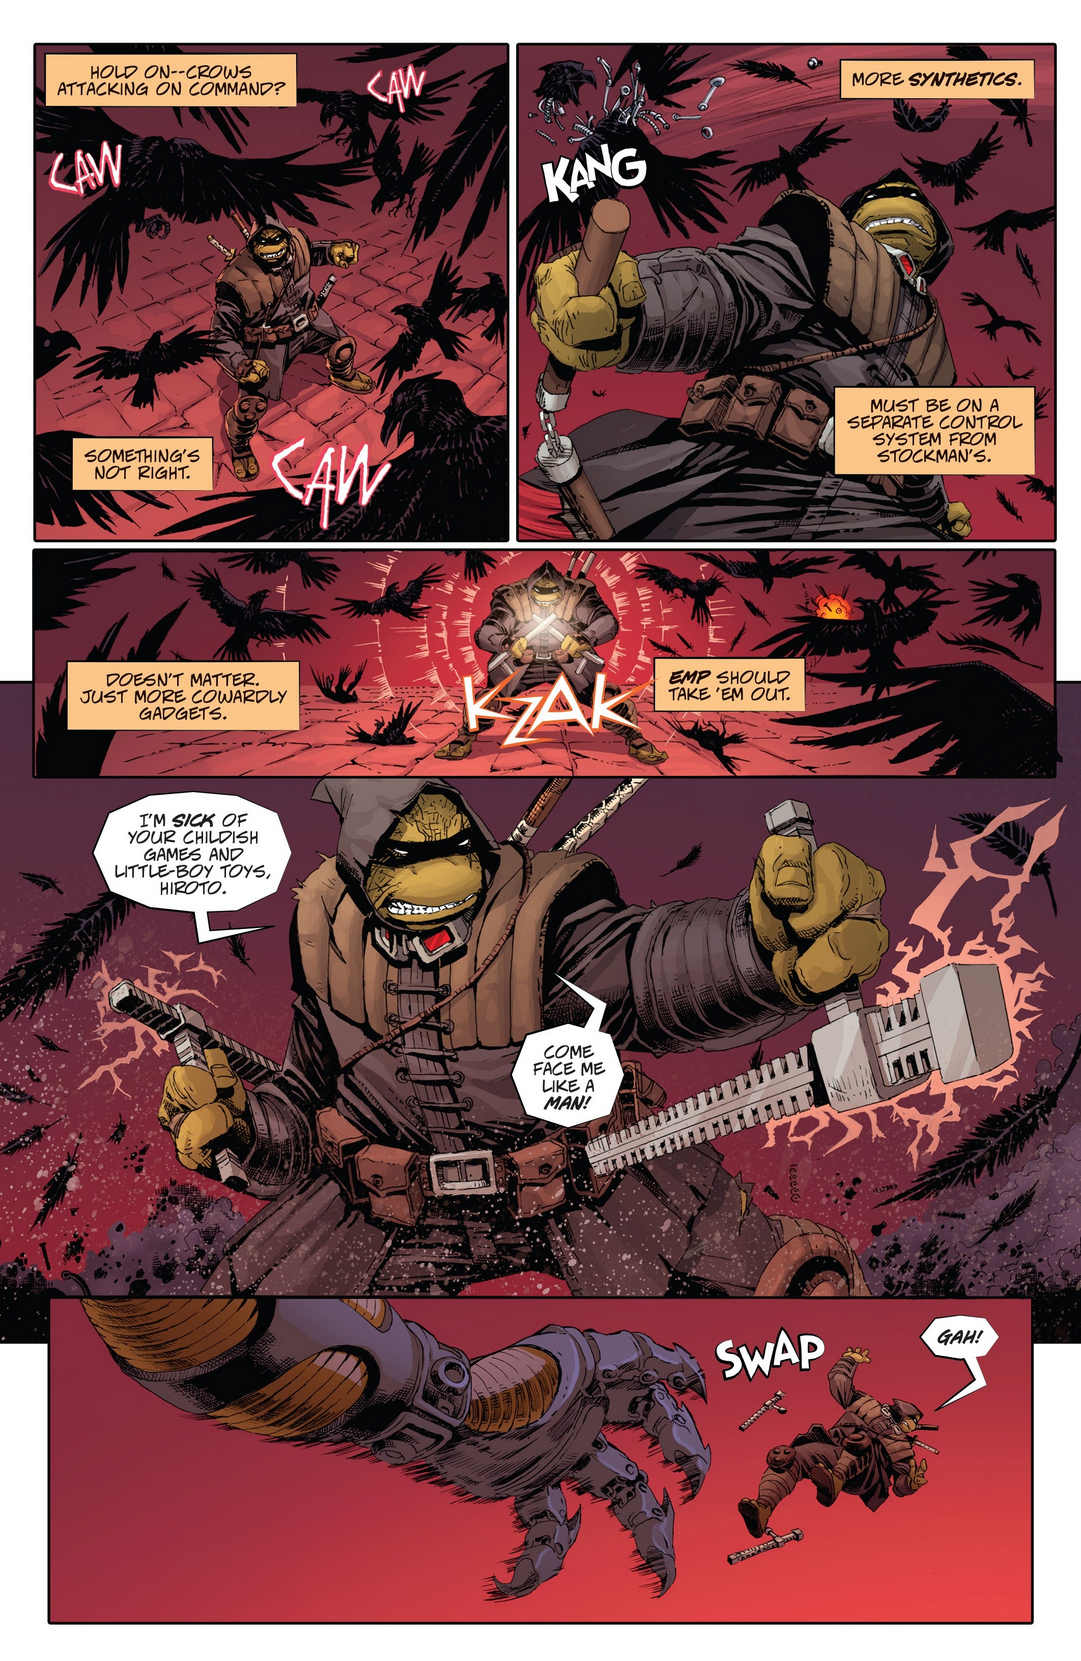 HOLD ON--CROWS
ATTACKING ON COMMAND?
CAW
CAW
CAW
SOMETHING'S
NOT RIGHT.
MORE SYNTHETICS.
KANG
MUST BE ON A
SEPARATE CONTROL
SYSTEM FROM
STOCKMAN'S.
DOESN'T MATTER.
JUST MORE COWARDLY
GADGETS.
KZAK
EMP SHOULD
TAKE 'EM OUT.
I'M SICK OF
YOUR CHILDISH
GAMES AND
LITTLE-BOY TOYS,
HIROTO.
COME
FACE ME
LIKE A
MAN!
SWAP
GAH!